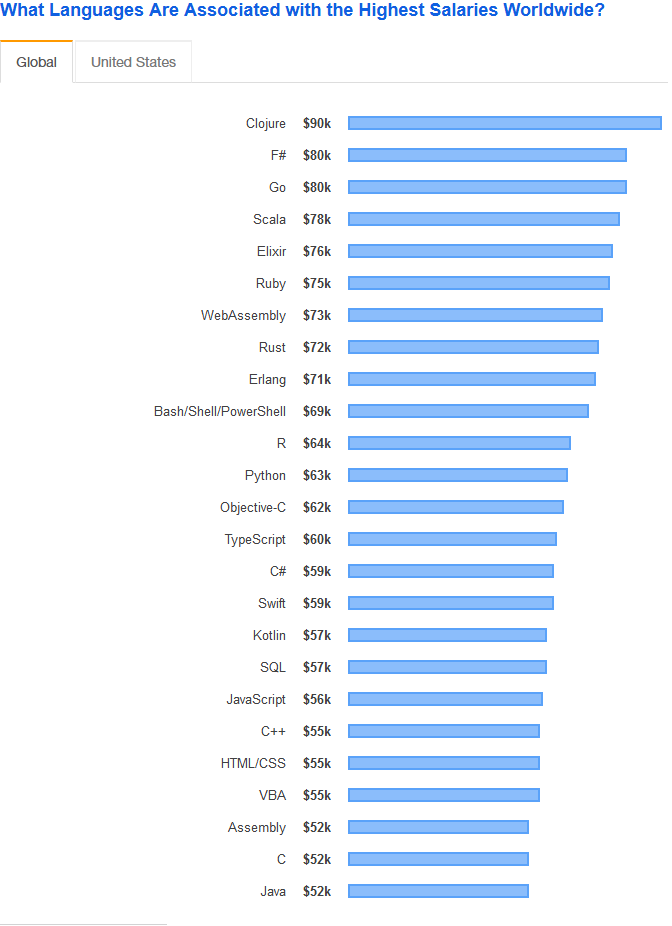 What Languages Are Associated with the Highest Salaries Worldwide?
Global United States
Clojure $90k
F# $80k
Go $80k
Scala $78k
Elixir $76k
Ruby $75k
WebAssembly $73k
Rust $72k
Erlang $71k
Bash/Shell/PowerShell $69k
R $64k
Python $63k
Objective-C $62k
TypeScript $60k
C# $59k
Swift $59k
Kotlin $57k
SQL $57k
JavaScript $56k
C++ $55k
HTML/CSS $55k
VBA $55k
Assembly $52k
C $52k
Java $52k